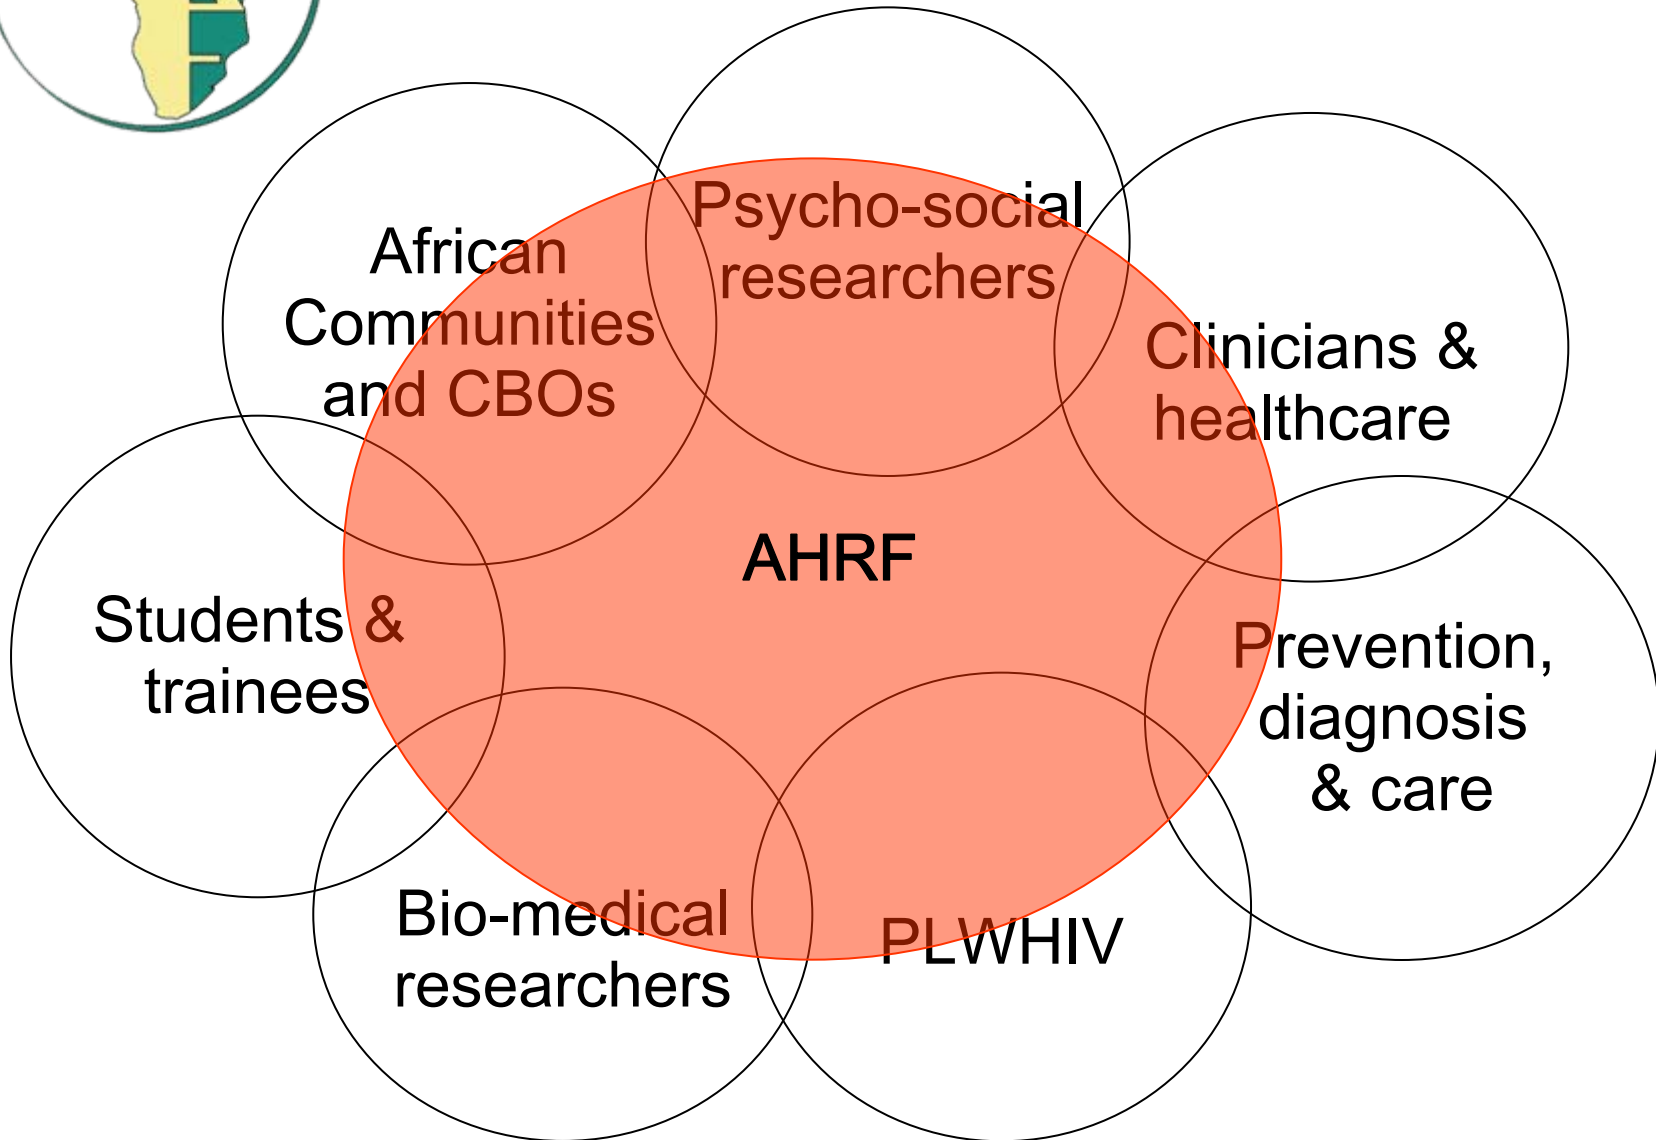 African
Communities
and CBOs
Psycho-social
researchers
Clinicians &
healthcare
AHRF
Students &
trainees
Prevention,
diagnosis
& care
Bio-medical
researchers
PLWHIV